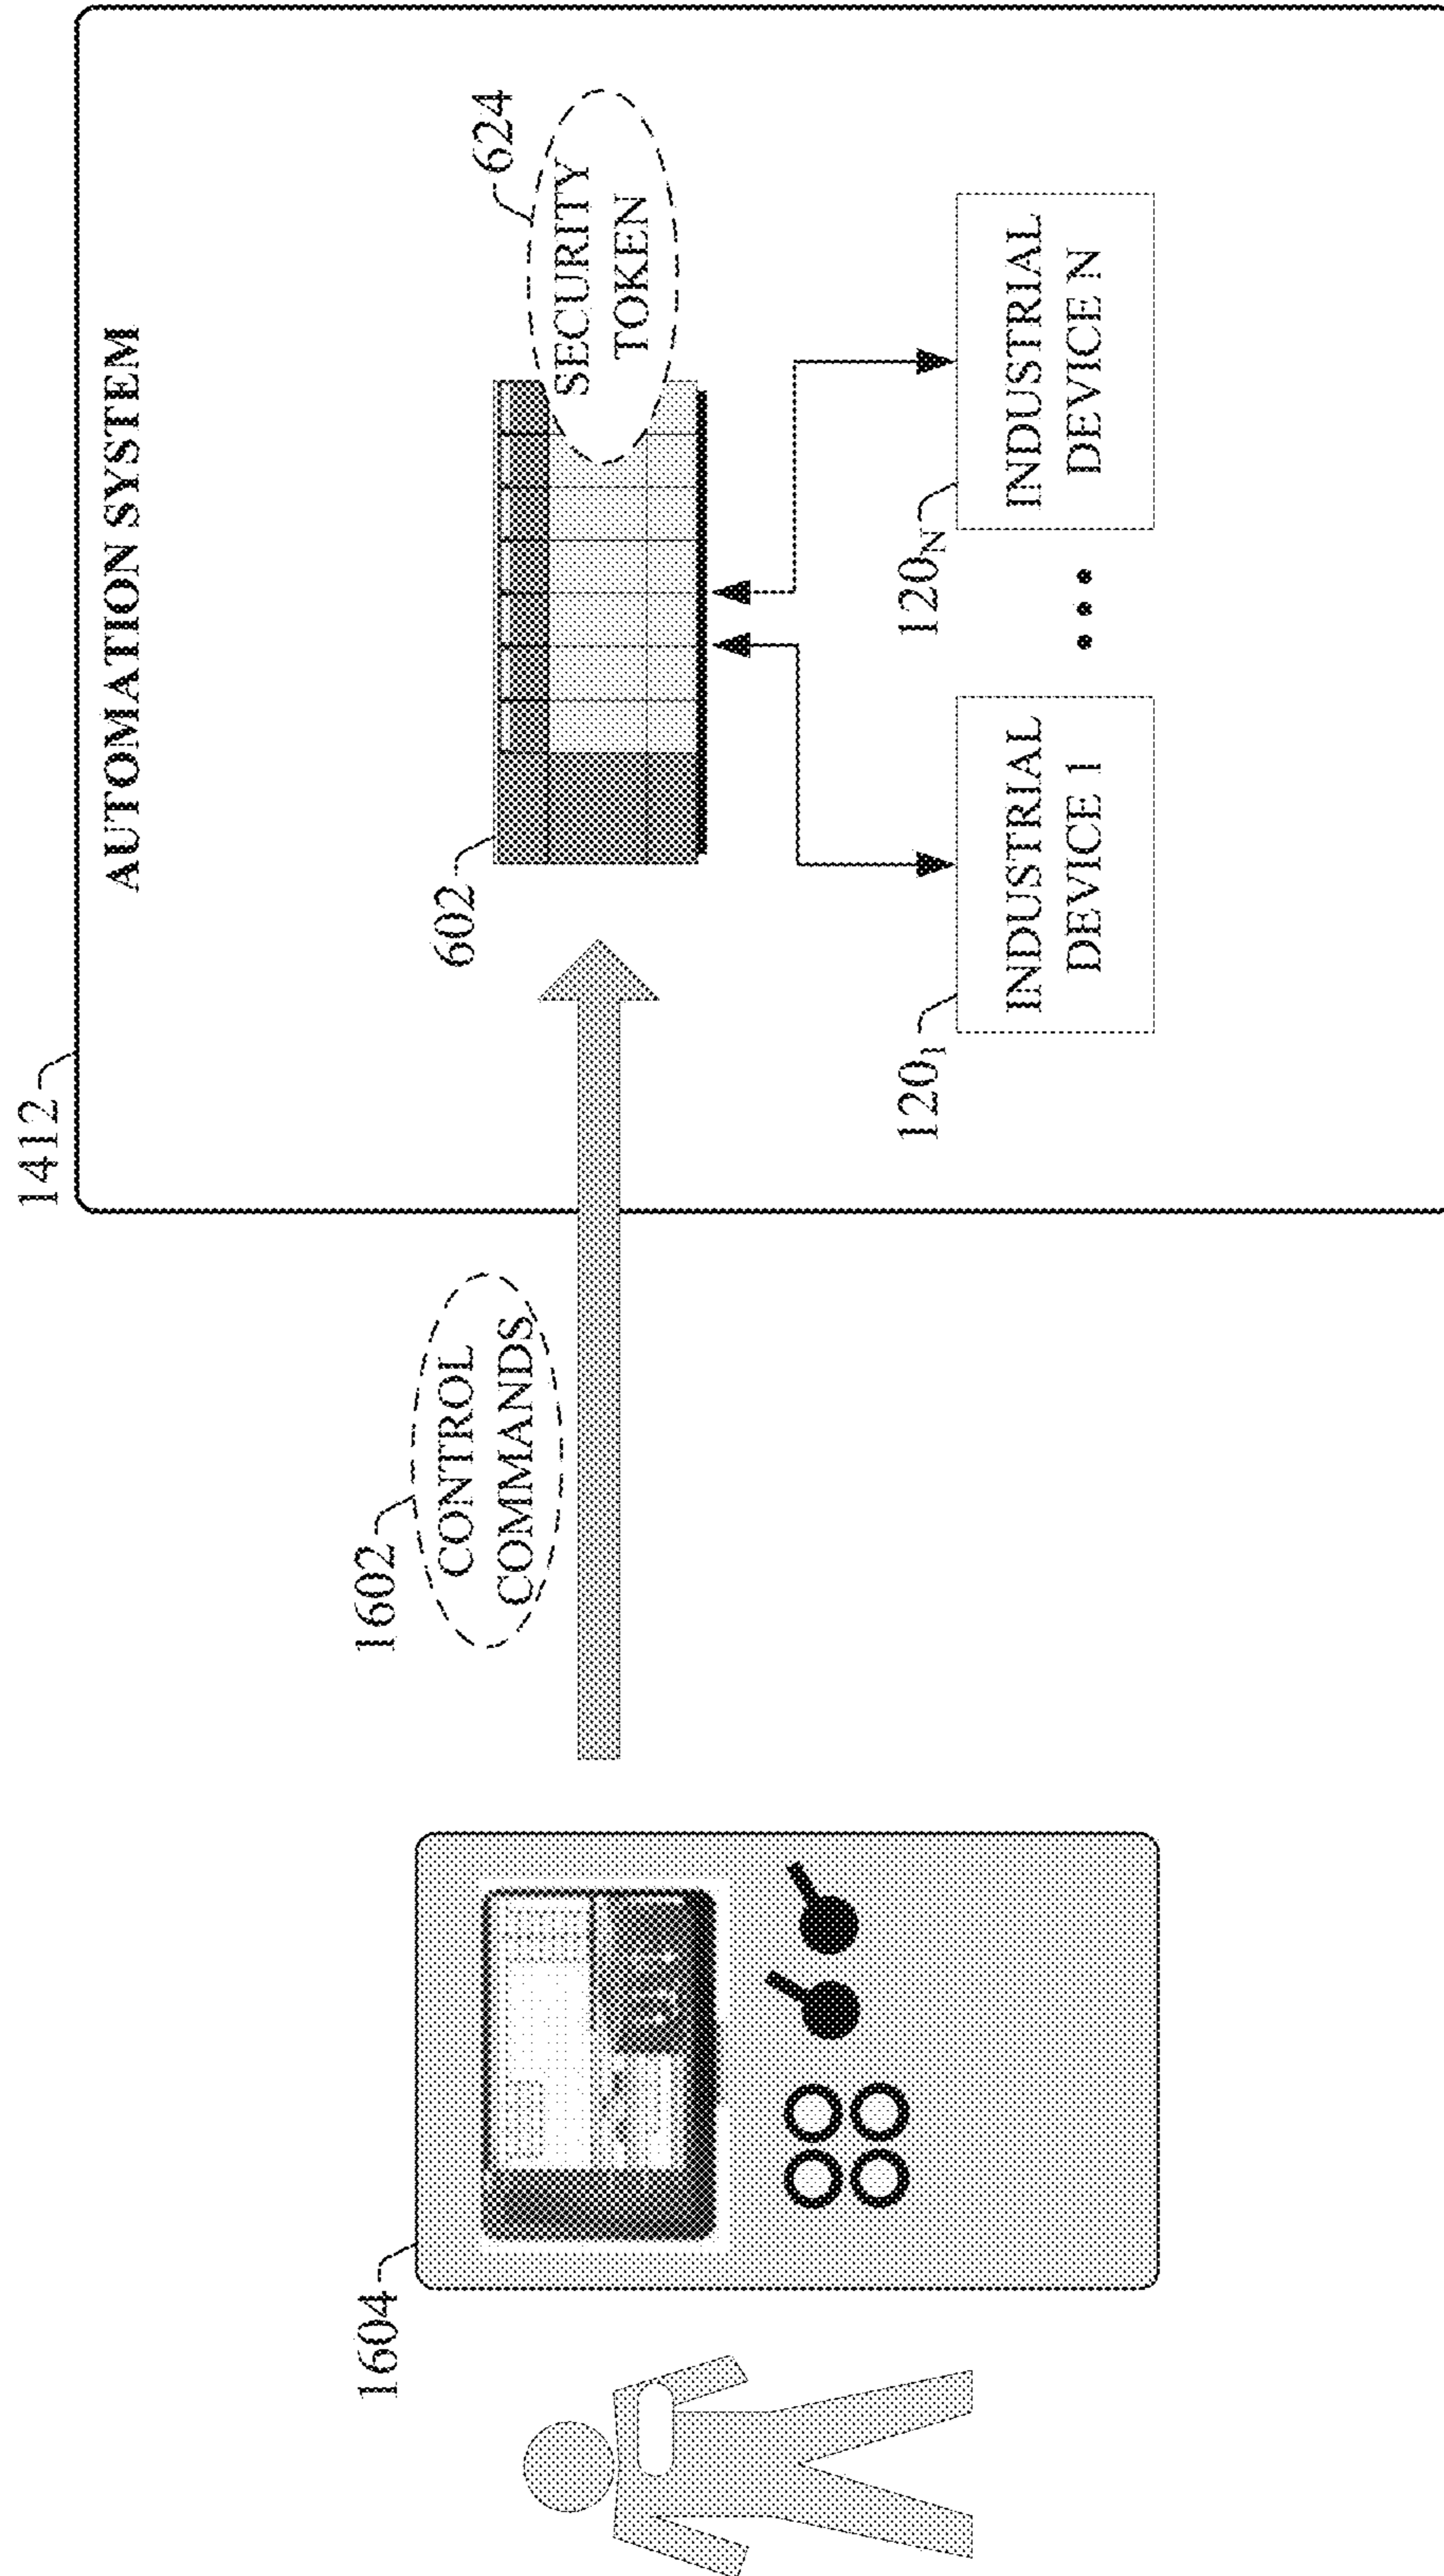 1412
AUTOMATION SYSTEM
624
SECURITY
TOKEN
602
1602
CONTROL
COMMANDS
1604
120₁
INDUSTRIAL
DEVICE 1
120N
INDUSTRIAL
DEVICE N